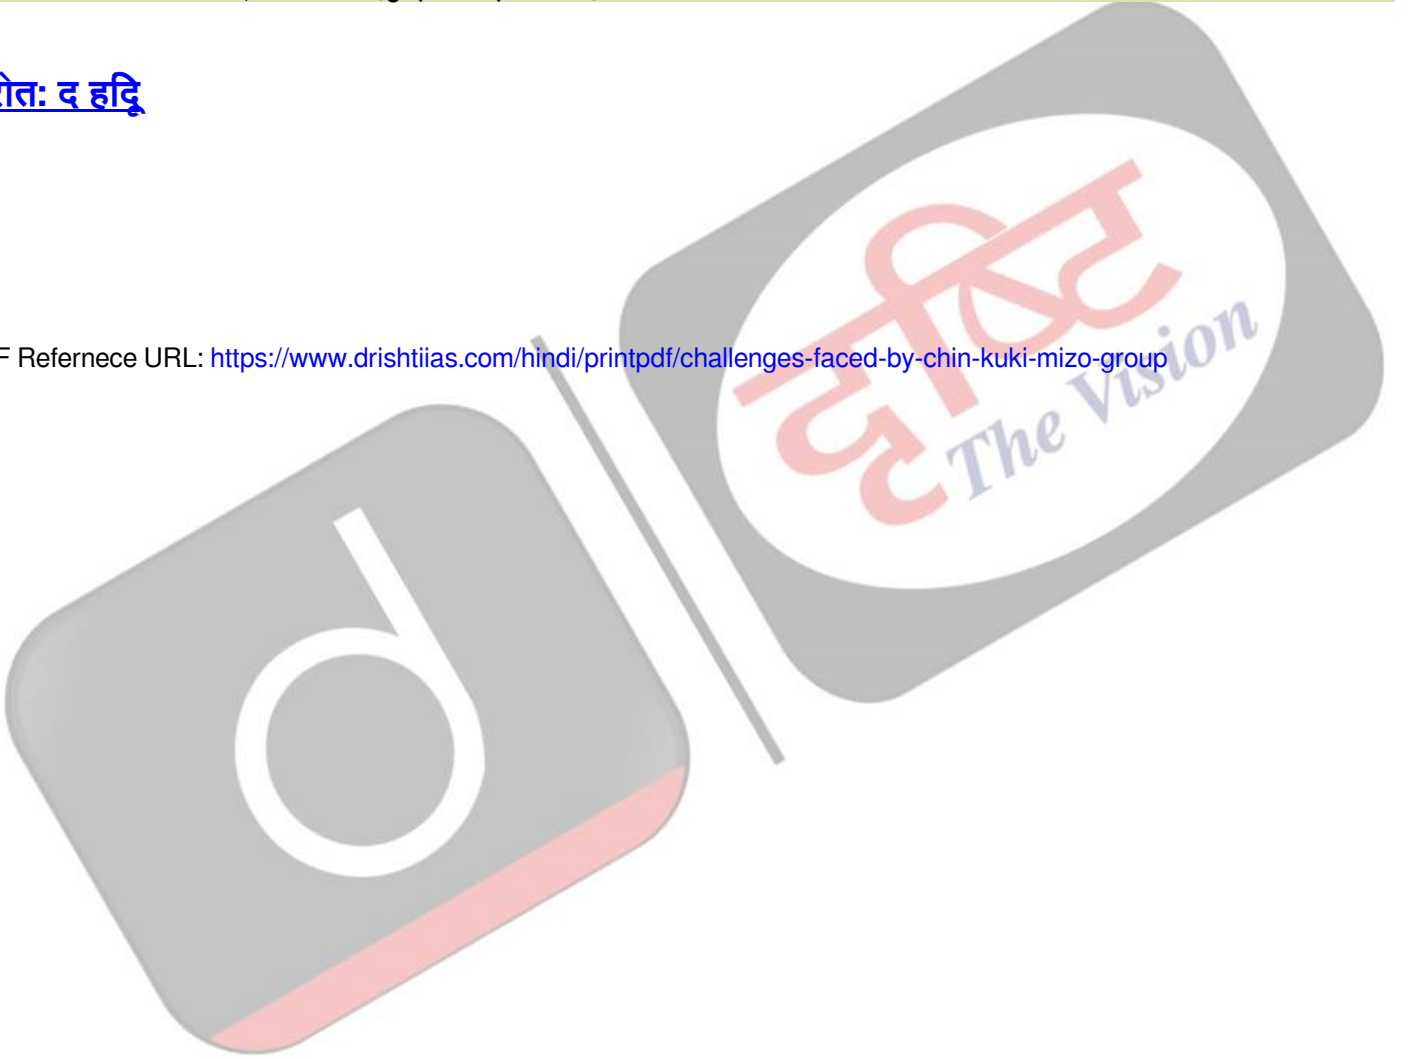 रोत: द हिंदू
F Refernece URL: https://www.drishtiias.com/hindi/printpdf/challenges-faced-by-chin-kuki-mizo-group
दृष्टि
The Vision
d